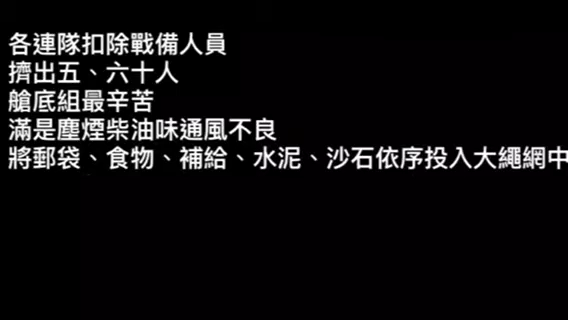 各連隊扣除戰備人員
擠出五、六十人
艙底組最辛苦
滿是塵煙柴油味通風不良
將郵袋、食物、補給、水泥、沙石依序投入大繩網中